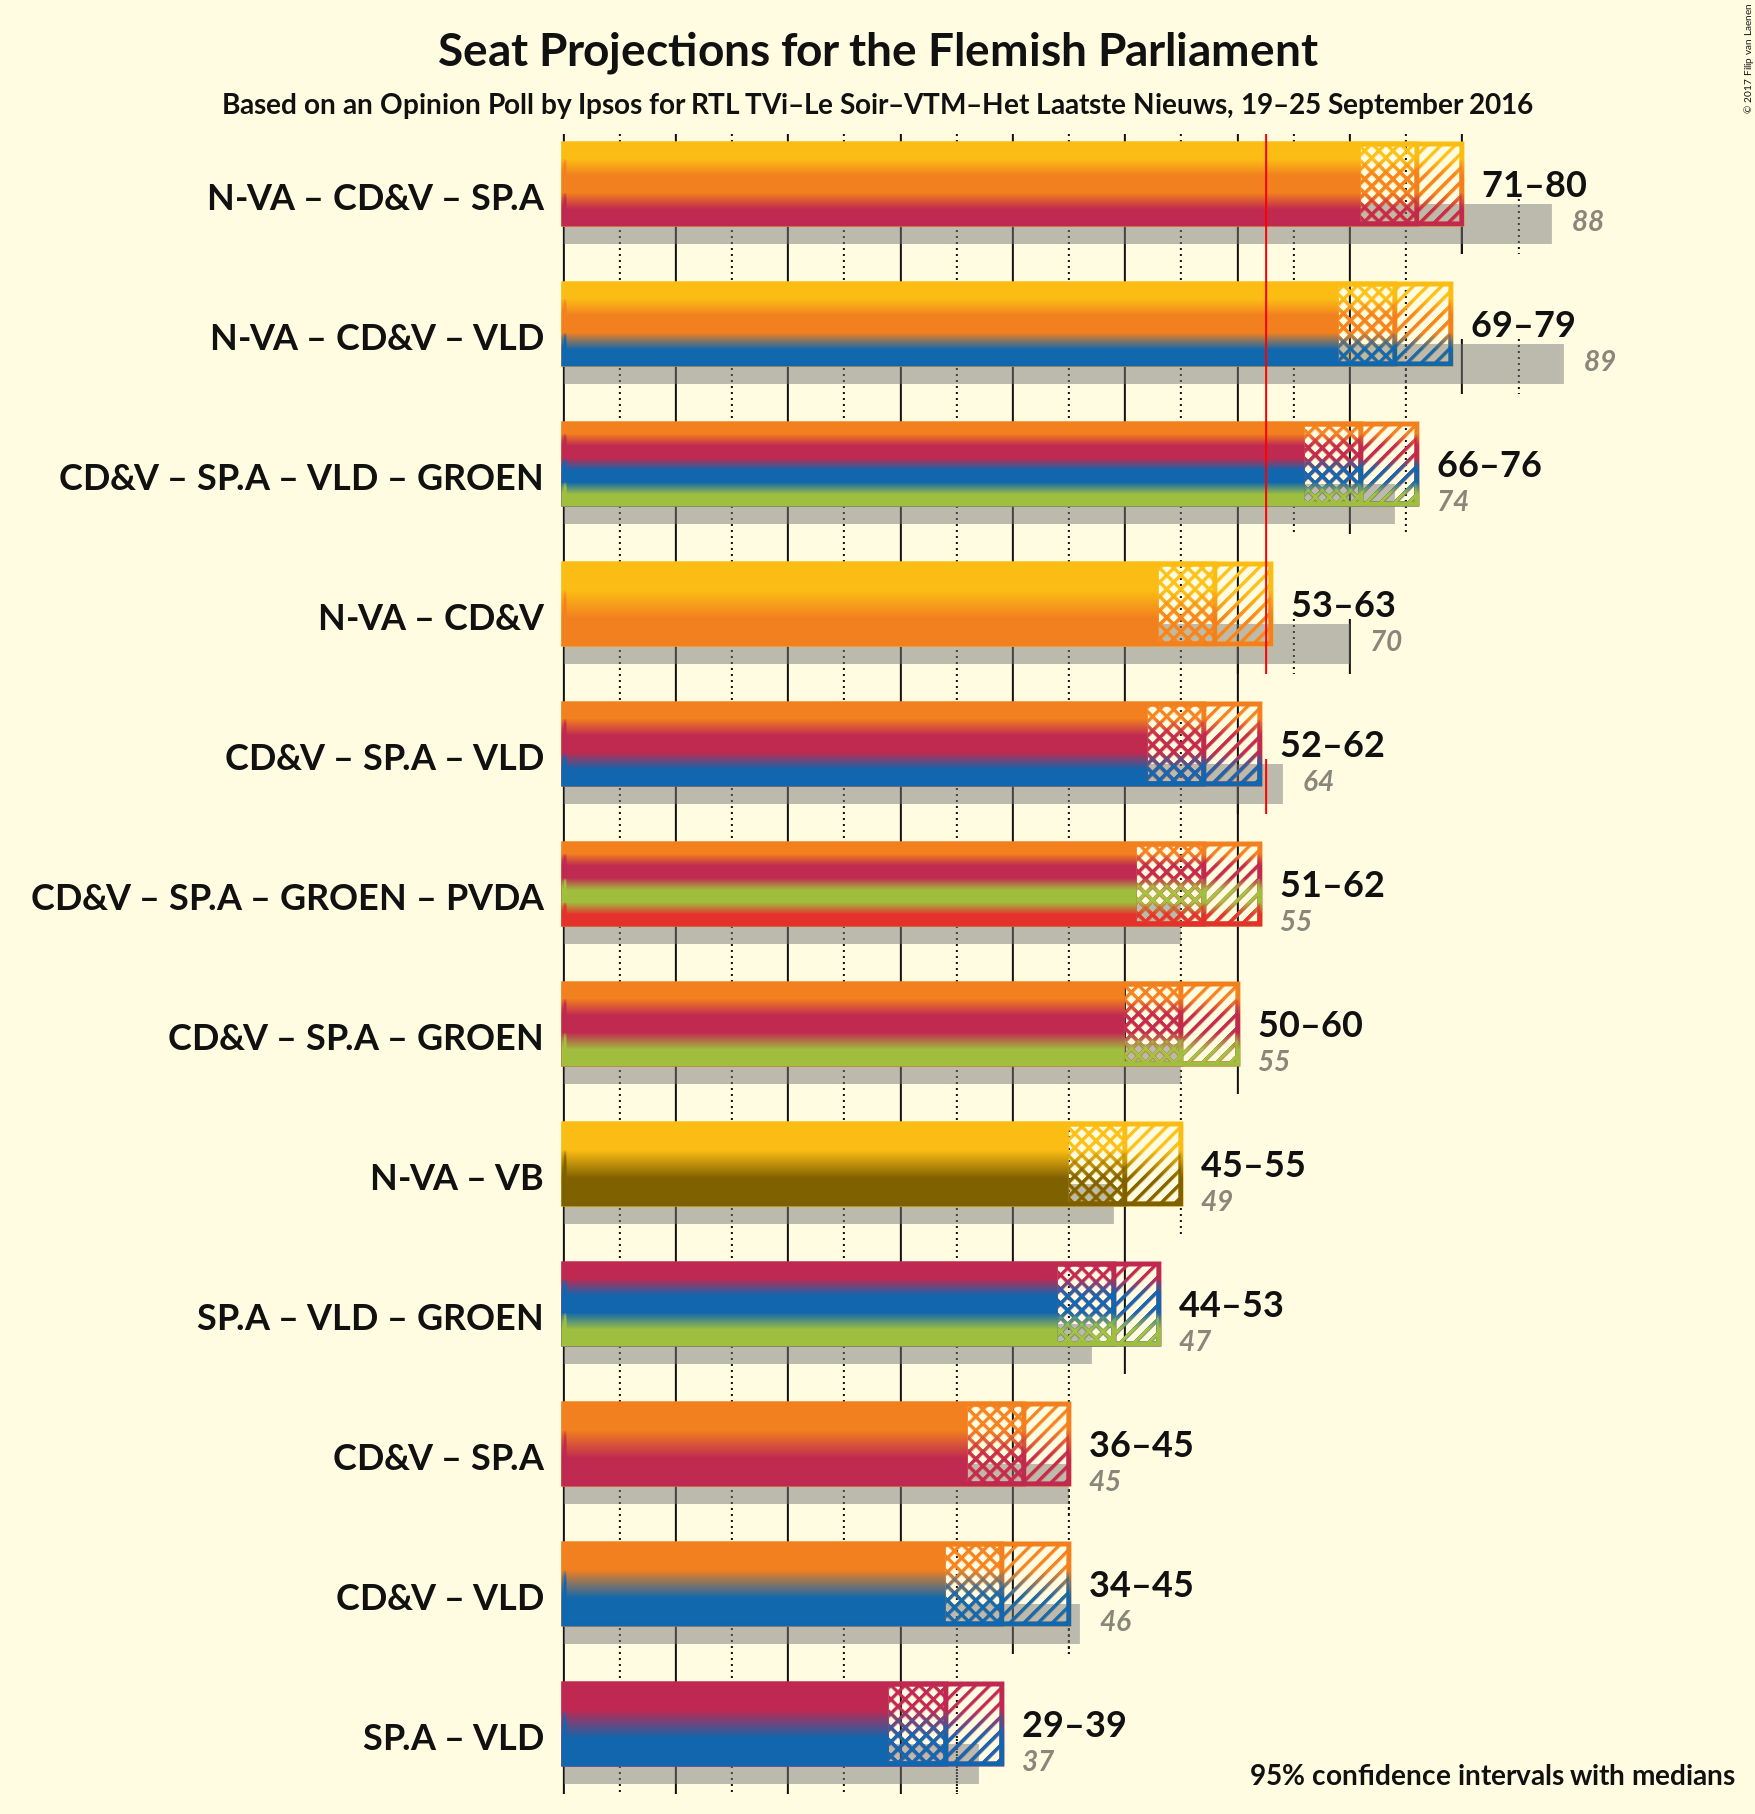 Seat Projections for the Flemish Parliament
Based on an Opinion Poll by Ipsos for RTL TVi–Le Soir–VTM–Het Laatste Nieuws, 19–25 September 2016
© 2017 Filip van Laenen
N-VA – CD&V – SP.A
71–80
88
N-VA – CD&V – VLD
69–79
89
CD&V – SP.A – VLD – GROEN
66–76
74
N-VA – CD&V
53–63
70
CD&V – SP.A – VLD
52–62
64
CD&V – SP.A – GROEN – PVDA
51–62
55
CD&V – SP.A – GROEN
50–60
55
N-VA – VB
45–55
49
SP.A – VLD – GROEN
44–53
47
CD&V – SP.A
36–45
45
CD&V – VLD
34–45
46
SP.A – VLD
29–39
37
95% confidence intervals with medians